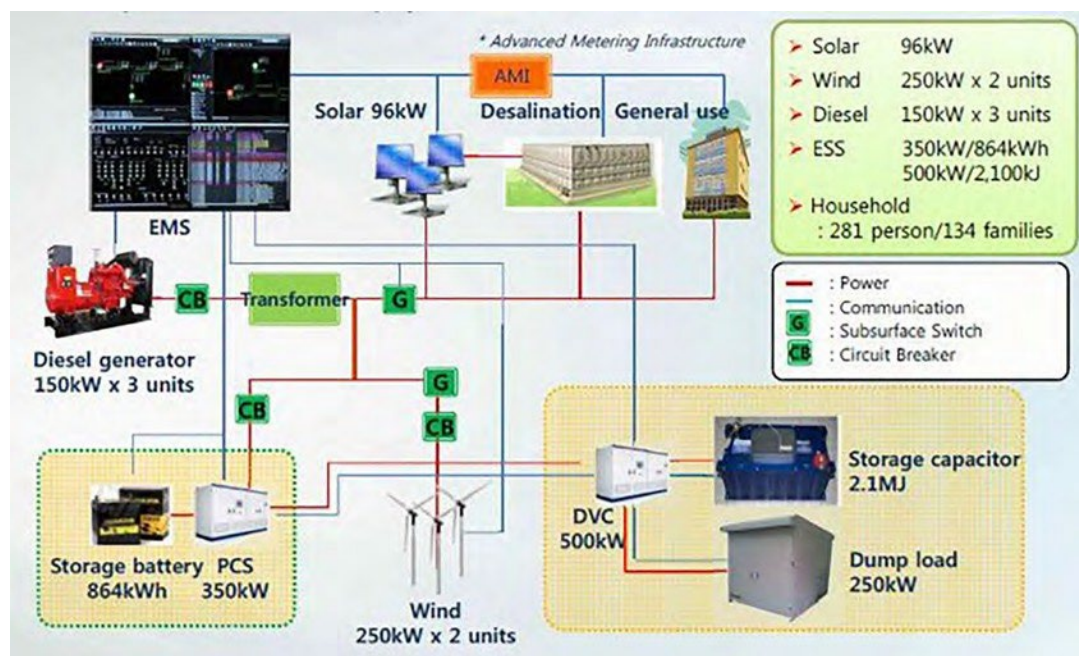 * Advanced Metering Infrastructure
AMI
Solar 96kW
Desalination
General use
EMS
➤ Solar 96kW
➤ Wind 250kW x 2 units
➤ Diesel 150kW x 3 units
➤ ESS 350kW/864kWh
500kW/2,100kJ
➤ Household
: 281 person/134 families
: Power
: Communication
G : Subsurface Switch
CB : Circuit Breaker
CB
Transformer
G
Diesel generator
150kW x 3 units
CB
G
CB
Storage battery
864kWh
PCS
350kW
Wind
250kW x 2 units
DVC
500kW
Storage capacitor
2.1MJ
Dump load
250kW